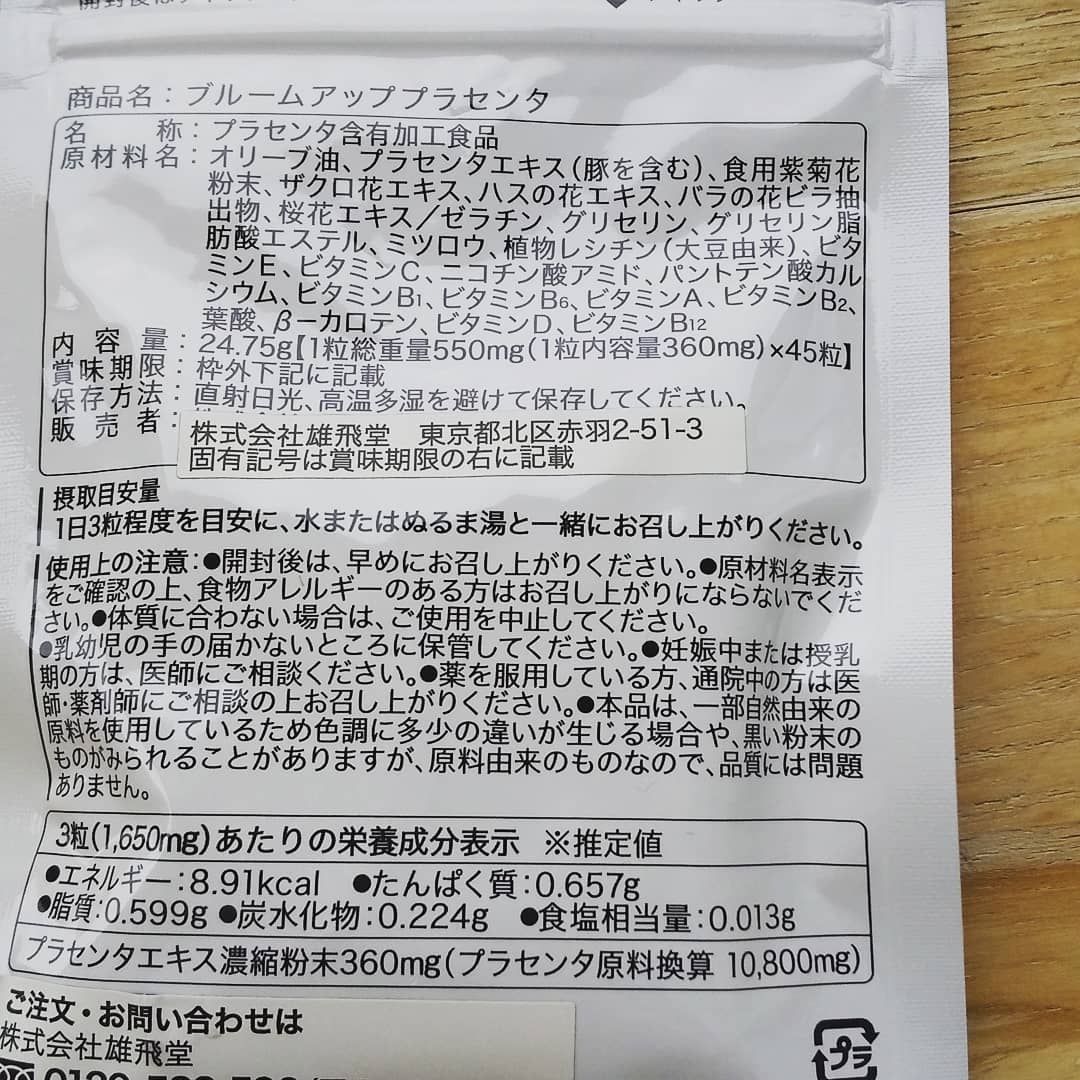 商品名：ブルームアッププラセンタ
名称：プラセンタ含有加工食品
原材料名：オリーブ油、プラセンタエキス(豚を含む)、食用紫菊花
粉末、ザクロ花エキス、ハスの花エキス、バラの花ビラ抽
出物、桜花エキス／ゼラチン、グリセリン、グリセリン脂
肪酸エステル、ミツロウ、植物レシチン(大豆由来)、ビタ
ミンE、ビタミンC、ニコチン酸アミド、パントテン酸カル
シウム、ビタミンB1、ビタミンB6、ビタミンA、ビタミンB2、
葉酸、β－カロテン、ビタミンD、ビタミンB12
内容量：24.75g【1粒総重量550mg(1粒内容量360mg)×45粒】
賞味期限：枠外下記に記載
保存方法：直射日光、高温多湿を避けて保存してください。
販売者：
株式会社雄飛堂　東京都北区赤羽2-51-3
固有記号は賞味期限の右に記載
摂取目安量
1日3粒程度を目安に、水またはぬるま湯と一緒にお召し上がりください。
使用上の注意：●開封後は、早めにお召し上がりください。●原材料名表示
をご確認の上、食物アレルギーのある方はお召し上がりにならないでくだ
さい。●体質に合わない場合は、ご使用を中止してください。
●乳幼児の手の届かないところに保管してください。●妊娠中または授乳
期の方は、医師にご相談ください。●薬を服用している方、通院中の方は医
師・薬剤師にご相談の上お召し上がりください。●本品は、一部自然由来の
原料を使用しているため色調に多少の違いが生じる場合や、黒い粉末の
ものがみられることがありますが、原料由来のものなので、品質には問題
ありません。
3粒(1,650mg)あたりの栄養成分表示　※推定値
●エネルギー：8.91kcal　●たんぱく質：0.657g
●脂質：0.599g ●炭水化物：0.224g　●食塩相当量：0.013g
プラセンタエキス濃縮粉末360mg(プラセンタ原料換算 10,800mg)
ご注文・お問い合わせは
株式会社雄飛堂
プラ